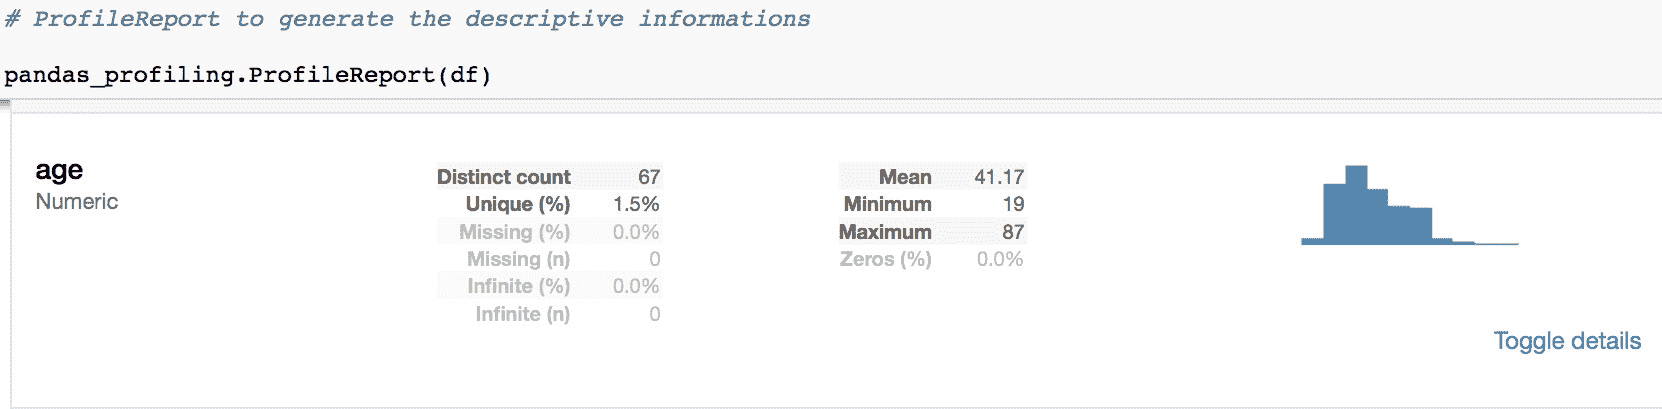 # ProfileReport to generate the descriptive informations
pandas_profiling.ProfileReport(df)
age
Numeric
Distinct count 67
Unique (%) 1.5%
Missing (%) 0.0%
Missing (n) 0
Infinite (%) 0.0%
Infinite (n) 0
Mean 41.17
Minimum 19
Maximum 87
Zeros (%) 0.0%
Toggle details